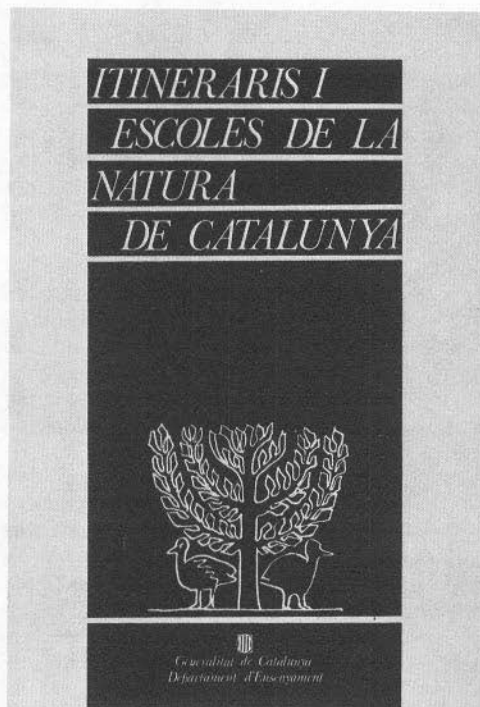 ITINERARIS I
ESCOLES DE LA
NATURA
DE CATALUNYA
Generalitat de Catalunya
Departament d'Ensenyament